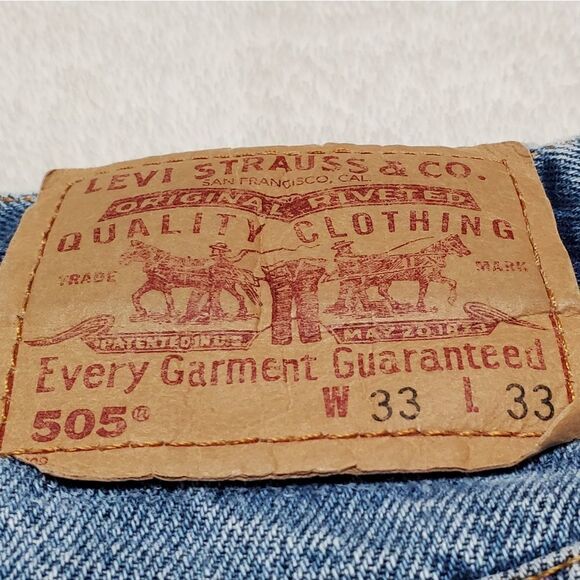 LEVI STRAUSS & CO.
SAN FRANCISCO, CAL.
ORIGINAL RIVETED
QUALITY CLOTHING
TRADE MARK
PATENTED IN U.S. MAY 20 1873
Every Garment Guaranteed
505® W 33 L 33